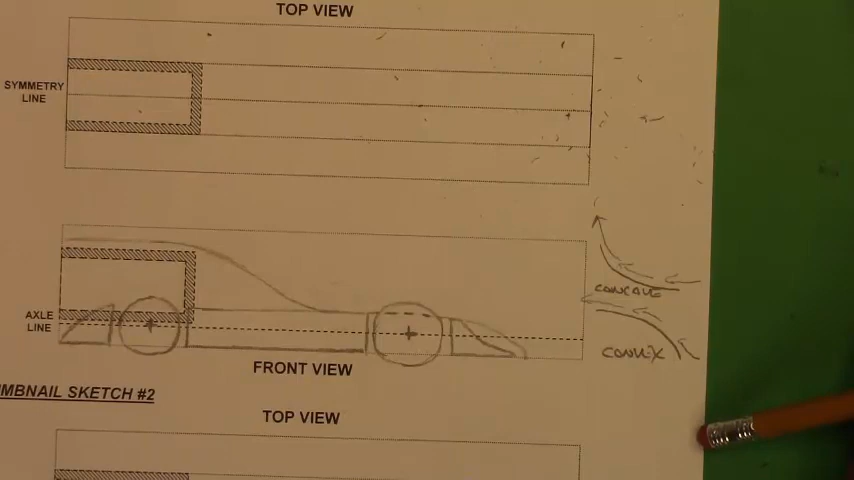 TOP VIEW
SYMMETRY
LINE
CONCAVE
AXLE
LINE
CONVEX
FRONT VIEW
MBNAIL SKETCH #2
TOP VIEW